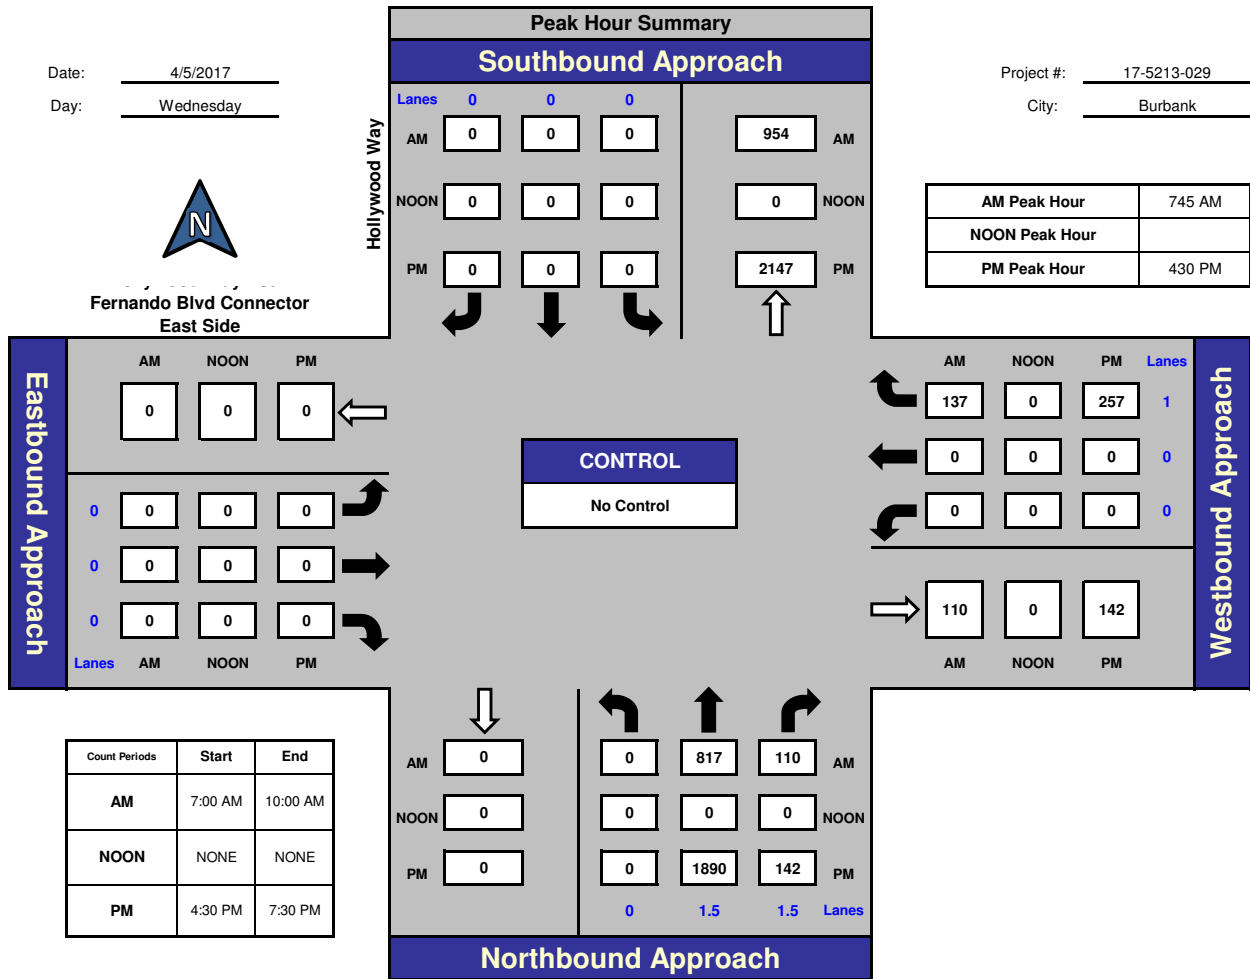 Peak Hour Summary
Southbound Approach
Date: 4/5/2017
Project #: 17-5213-029
Day: Wednesday
City: Burbank
Hollywood Way
Lanes 0 0 0
AM 0 0 0 954 AM
NOON 0 0 0 0 NOON
PM 0 0 0 2147 PM
N
AM Peak Hour 745 AM
NOON Peak Hour
PM Peak Hour 430 PM
Fernando Blvd Connector
East Side
Eastbound Approach
AM NOON PM
0 0 0
0 0 0 0
0 0 0 0
0 0 0 0
Lanes AM NOON PM
CONTROL
No Control
AM NOON PM Lanes
137 0 257 1
0 0 0 0
0 0 0 0
110 0 142
AM NOON PM
Westbound Approach
Count Periods Start End
AM 7:00 AM 10:00 AM
NOON NONE NONE
PM 4:30 PM 7:30 PM
AM 0 0 817 110 AM
NOON 0 0 0 0 NOON
PM 0 0 1890 142 PM
0 1.5 1.5 Lanes
Northbound Approach